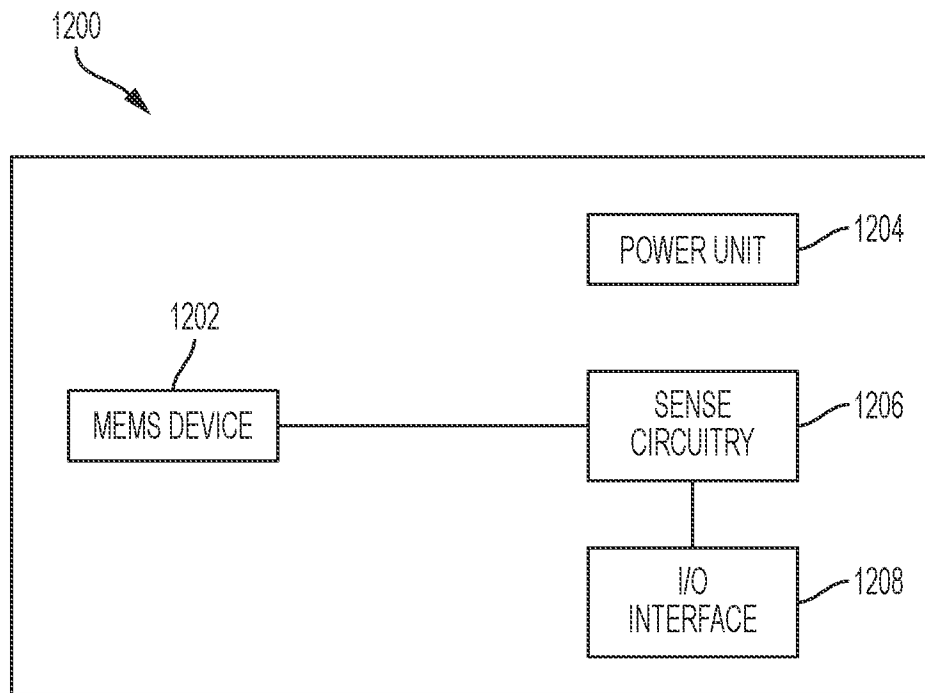 1200
POWER UNIT
1204
1202
MEMS DEVICE
SENSE
CIRCUITRY
1206
I/O
INTERFACE
1208